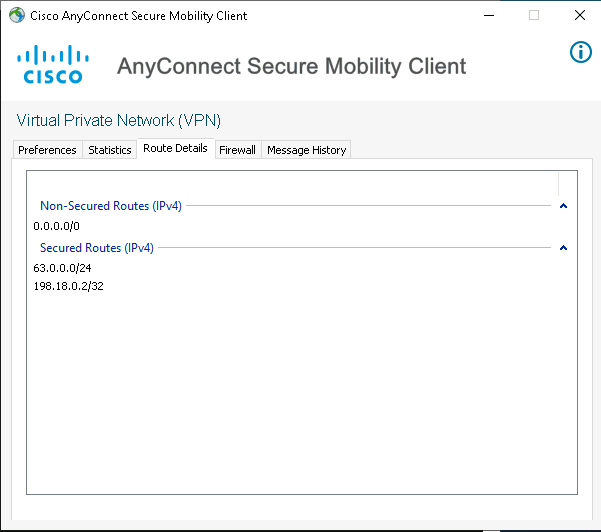 Cisco AnyConnect Secure Mobility Client
CISCO
AnyConnect Secure Mobility Client
Virtual Private Network (VPN)
Preferences Statistics Route Details Firewall Message History
Non-Secured Routes (IPv4)
0.0.0.0/0
Secured Routes (IPv4)
63.0.0.0/24
198.18.0.2/32